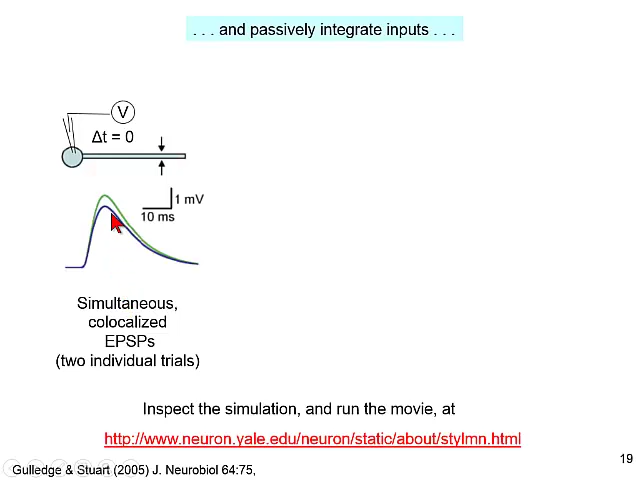 . . . and passively integrate inputs . . .
V
Δt = 0
1 mV
10 ms
Simultaneous,
colocalized
EPSPs
(two individual trials)
Inspect the simulation, and run the movie, at
http://www.neuron.yale.edu/neuron/static/about/stylmn.html
19
Gulledge & Stuart (2005) J. Neurobiol 64:75,